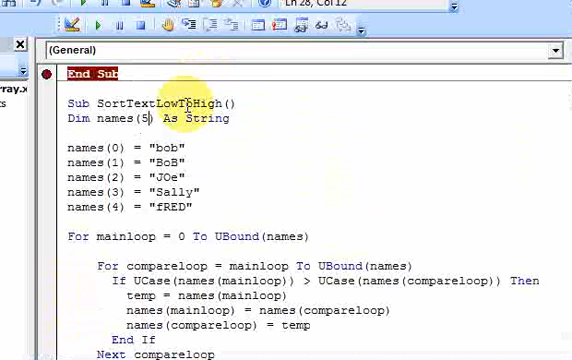 Ln 28, Col 12
(General)
rray.x
ts
End Sub
Sub SortTextLowToHigh()
Dim names(5) As String
names(0) = "bob"
names(1) = "BoB"
names(2) = "JOe"
names(3) = "Sally"
names(4) = "fRED"
For mainloop = 0 To UBound(names)
For compareloop = mainloop To UBound(names)
If UCase(names(mainloop)) > UCase(names(compareloop)) Then
temp = names(mainloop)
names(mainloop) = names(compareloop)
names(compareloop) = temp
End If
Next compareloop